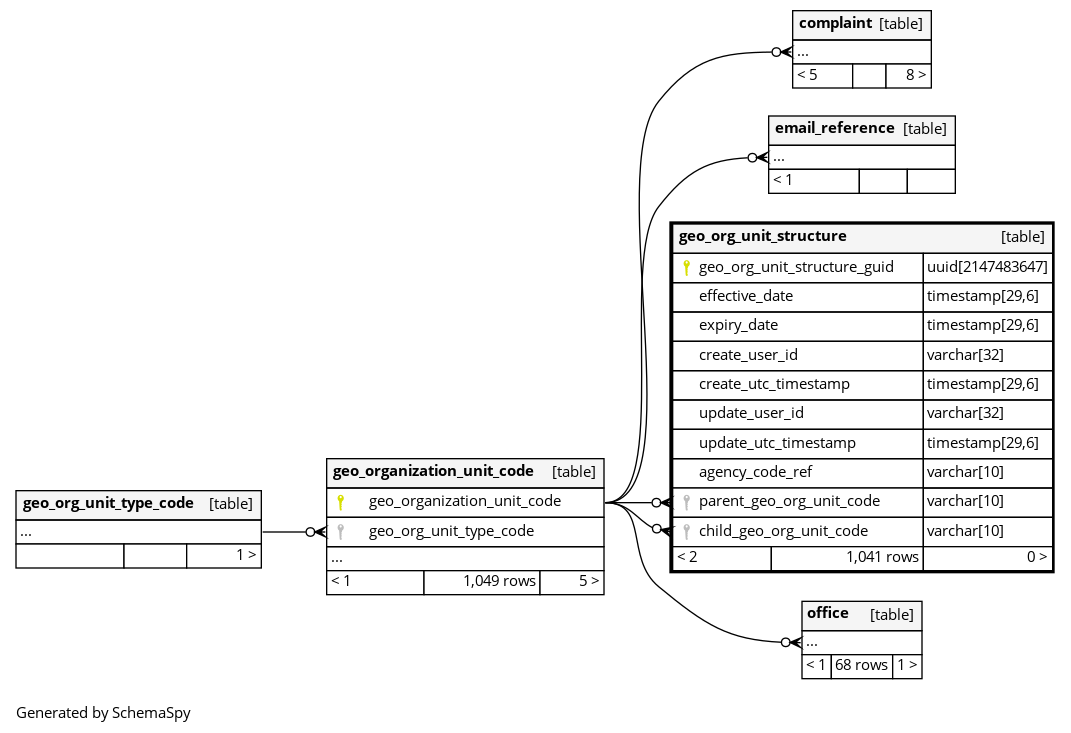 complaint [table]
...
< 5 8 >
email_reference [table]
...
< 1
geo_org_unit_structure [table]
geo_org_unit_structure_guid uuid[2147483647]
effective_date timestamp[29,6]
expiry_date timestamp[29,6]
create_user_id varchar[32]
create_utc_timestamp timestamp[29,6]
update_user_id varchar[32]
update_utc_timestamp timestamp[29,6]
agency_code_ref varchar[10]
parent_geo_org_unit_code varchar[10]
child_geo_org_unit_code varchar[10]
< 2 1,041 rows 0 >
geo_organization_unit_code [table]
geo_organization_unit_code
geo_org_unit_type_code
...
< 1 1,049 rows 5 >
geo_org_unit_type_code [table]
...
1 >
office [table]
...
< 1 68 rows 1 >
Generated by SchemaSpy